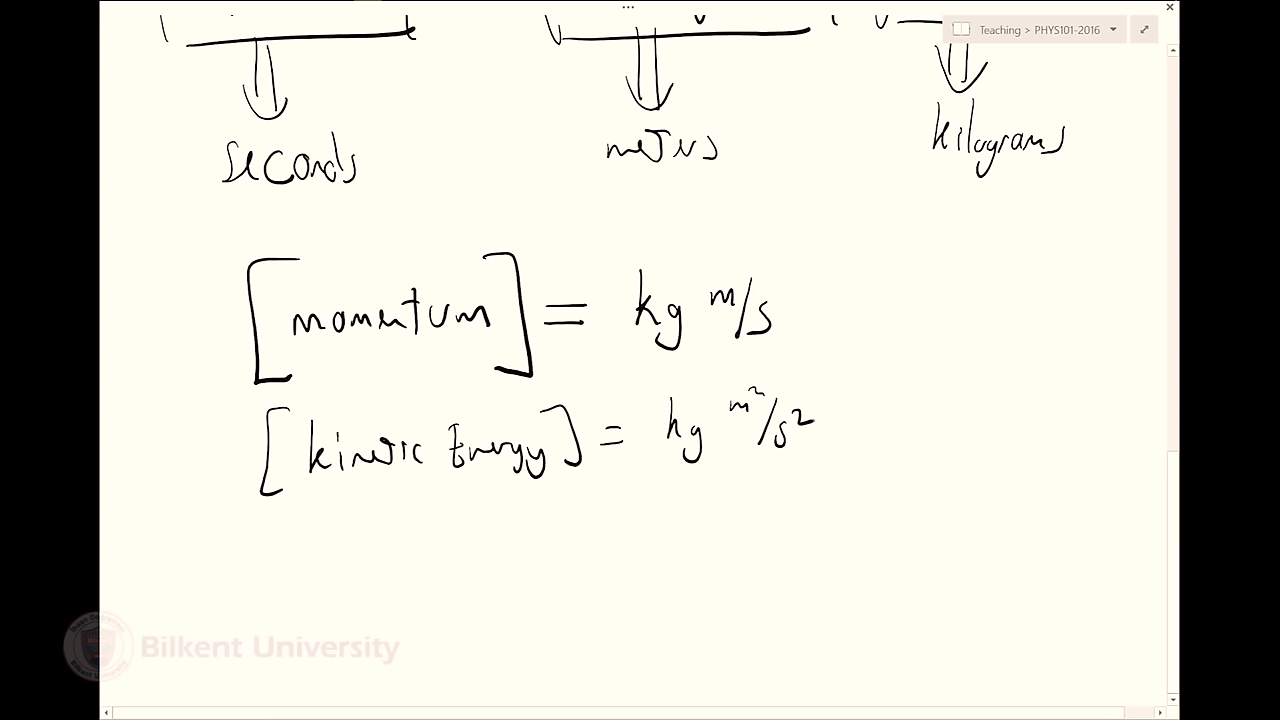 Teaching > PHYS101-2016
seconds meters kilograms
[momentum] = kg m/s
[kinetic Energy] = kg m²/s²
Bilkent University